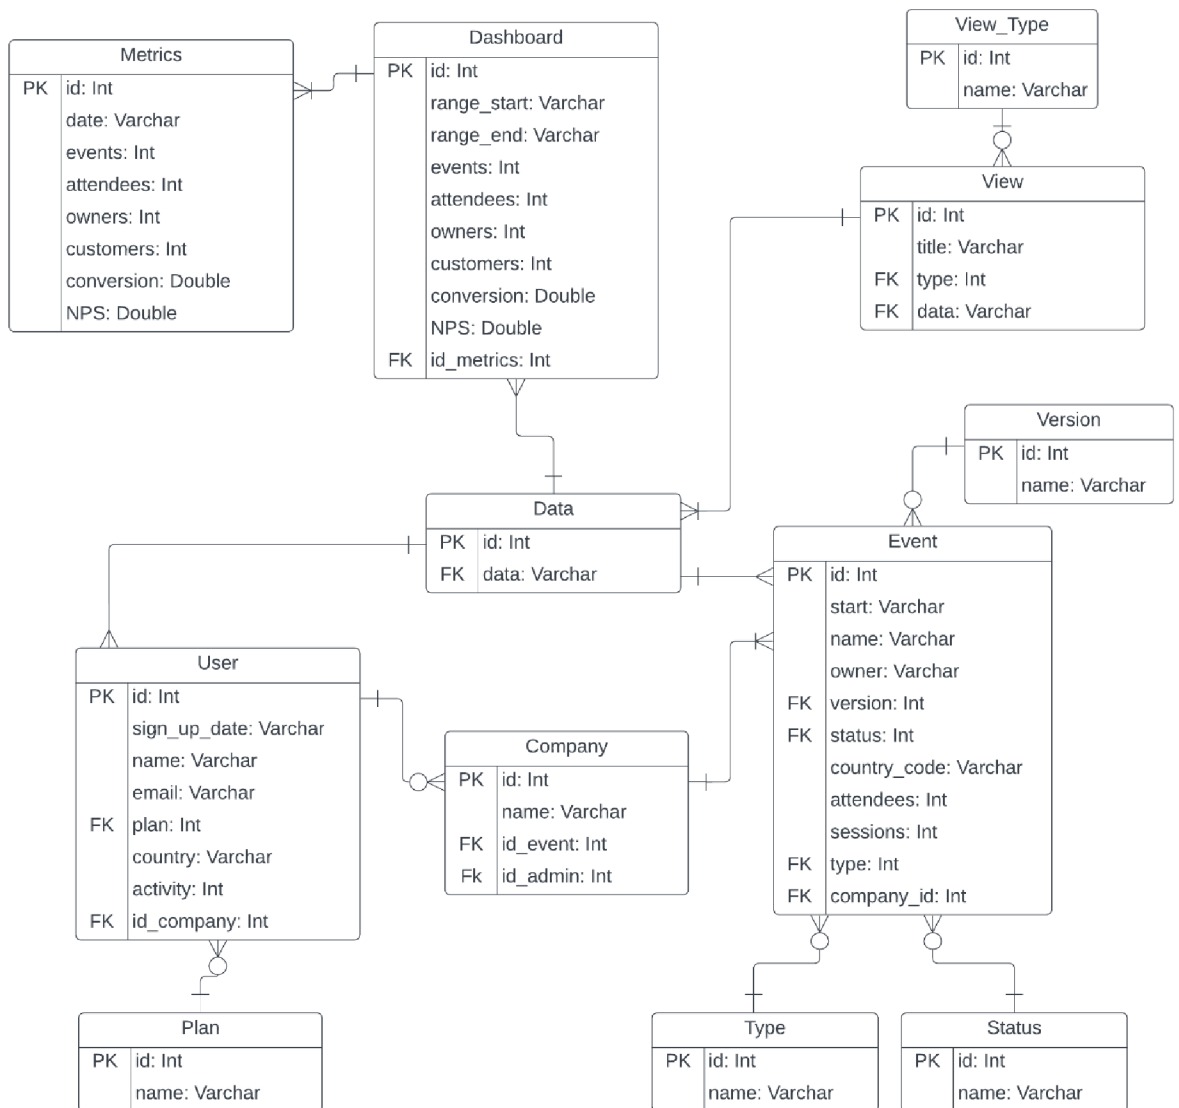 Metrics
PK id: Int
date: Varchar
events: Int
attendees: Int
owners: Int
customers: Int
conversion: Double
NPS: Double
Dashboard
PK id: Int
range_start: Varchar
range_end: Varchar
events: Int
attendees: Int
owners: Int
customers: Int
conversion: Double
NPS: Double
FK id_metrics: Int
View_Type
PK id: Int
name: Varchar
View
PK id: Int
title: Varchar
FK type: Int
FK data: Varchar
Version
PK id: Int
name: Varchar
Data
PK id: Int
FK data: Varchar
Event
PK id: Int
start: Varchar
name: Varchar
owner: Varchar
FK version: Int
FK status: Int
country_code: Varchar
attendees: Int
sessions: Int
FK type: Int
FK company_id: Int
User
PK id: Int
sign_up_date: Varchar
name: Varchar
email: Varchar
FK plan: Int
country: Varchar
activity: Int
FK id_company: Int
Company
PK id: Int
name: Varchar
FK id_event: Int
Fk id_admin: Int
Plan
PK id: Int
name: Varchar
Type
PK id: Int
name: Varchar
Status
PK id: Int
name: Varchar